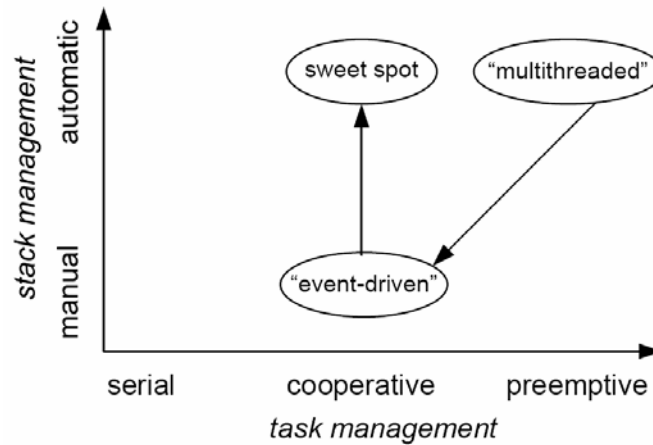 automatic
manual
stack management
sweet spot
“multithreaded”
“event-driven”
serial
cooperative
preemptive
task management